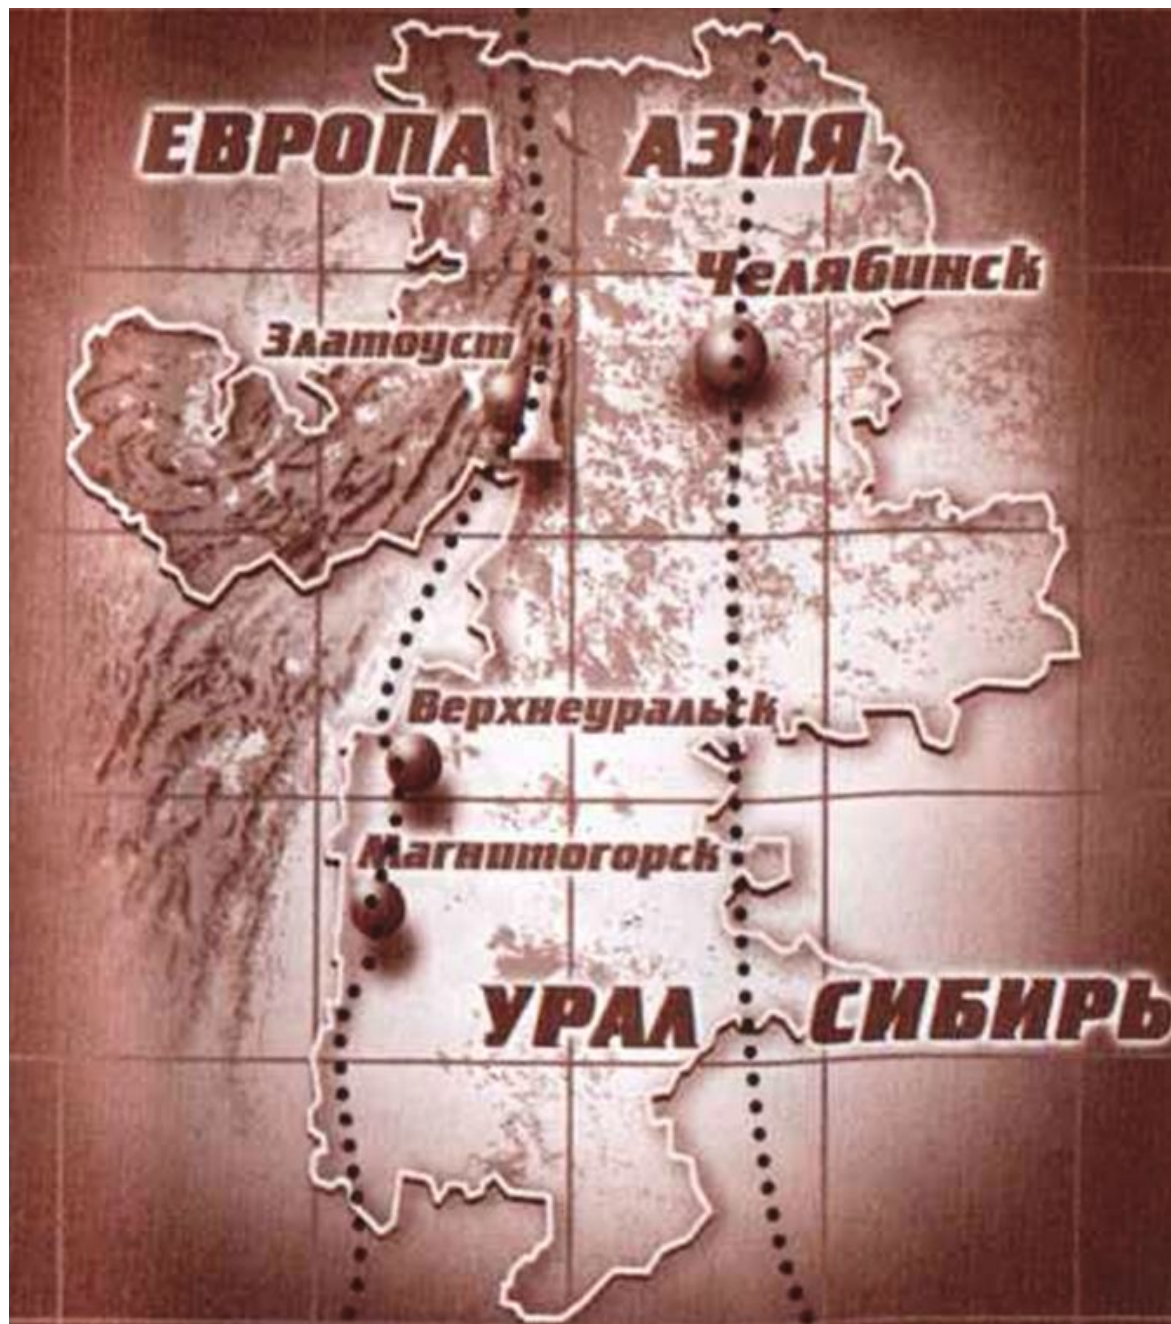 ЕВРОПА АЗИЯ
Челябинск
Златоуст
Верхнеуральск
Магнитогорск
УРАЛ СИБИРЬ